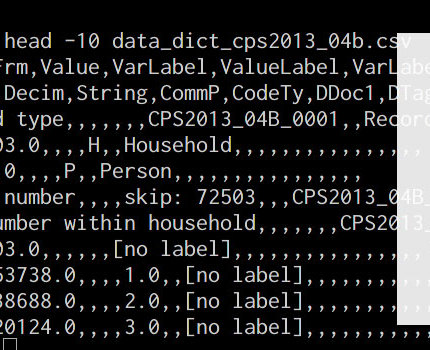 head -10 data_dict_cps2013_04b.csv
Frm,Value,VarLabel,ValueLabel,VarLabe
Decim,String,CommP,CodeTy,DDoc1,DTag
d type,,,,,,,CPS2013_04B_0001,,Record
03.0,,,,H,,Household,,,,,,,,,,,,,,,
0,,,,P,,Person,,,,,,,,,,,,,,,,
number,,,,skip: 72503,,,CPS2013_04B_
umber within household,,,,,,,CPS2013
03.0,,,,,,[no label],,,,,,,,,,,,,,,
53738.0,,,,1.0,,[no label],,,,,,,,,,
38688.0,,,,2.0,,[no label],,,,,,,,,,
20124.0,,,,3.0,,[no label],,,,,,,,,,